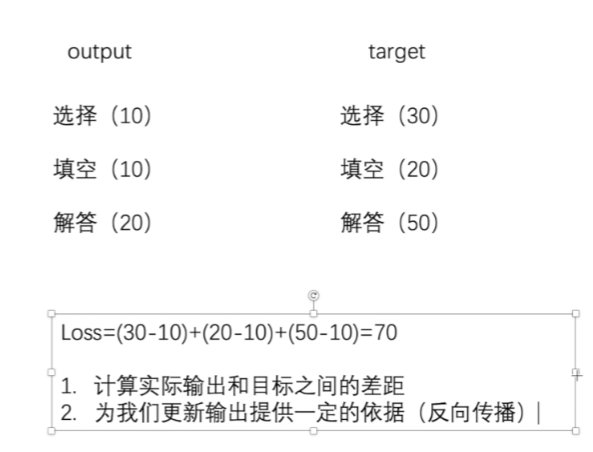 output target
选择（10） 选择（30）
填空（10） 填空（20）
解答（20） 解答（50）
Loss=(30-10)+(20-10)+(50-10)=70
1. 计算实际输出和目标之间的差距
2. 为我们更新输出提供一定的依据（反向传播）